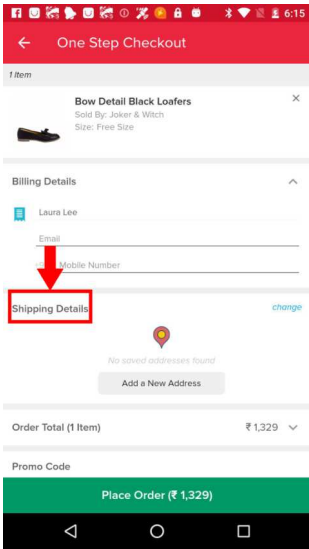 6:15
One Step Checkout
1 Item
Bow Detail Black Loafers
Sold By: Joker & Witch
Size: Free Size
Billing Details
Laura Lee
Email
Mobile Number
Shipping Details
change
No saved addresses found
Add a New Address
Order Total (1 Item) ₹ 1,329
Promo Code
Place Order (₹ 1,329)